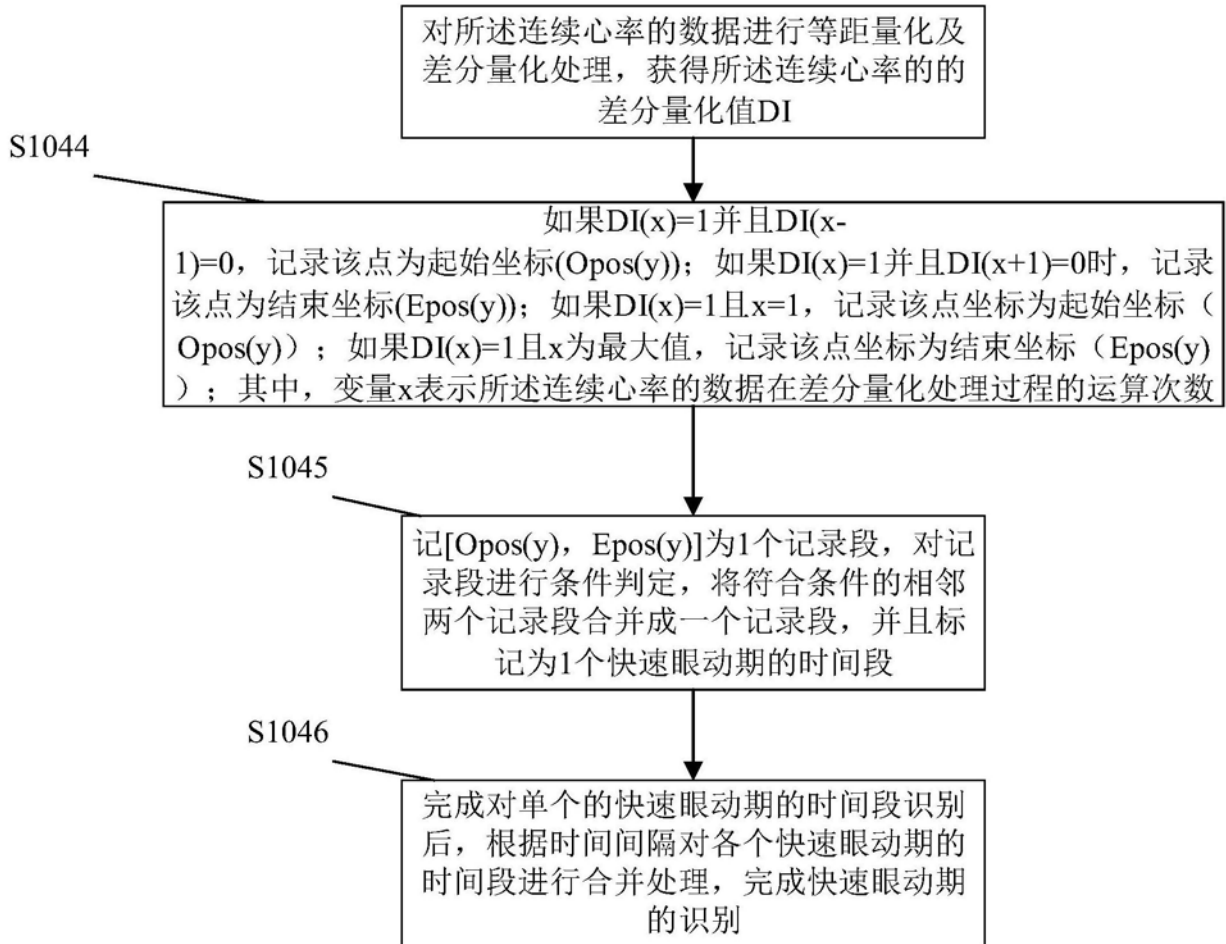 对所述连续心率的数据进行等距量化及
差分量化处理，获得所述连续心率的的
差分量化值DI
S1044
如果DI(x)=1并且DI(x-
1)=0，记录该点为起始坐标(Opos(y))；如果DI(x)=1并且DI(x+1)=0时，记录
该点为结束坐标(Epos(y))；如果DI(x)=1且x=1，记录该点坐标为起始坐标（
Opos(y)）；如果DI(x)=1且x为最大值，记录该点坐标为结束坐标（Epos(y)
）；其中，变量x表示所述连续心率的数据在差分量化处理过程的运算次数
S1045
记[Opos(y)，Epos(y)]为1个记录段，对记
录段进行条件判定，将符合条件的相邻
两个记录段合并成一个记录段，并且标
记为1个快速眼动期的时间段
S1046
完成对单个的快速眼动期的时间段识别
后，根据时间间隔对各个快速眼动期的
时间段进行合并处理，完成快速眼动期
的识别